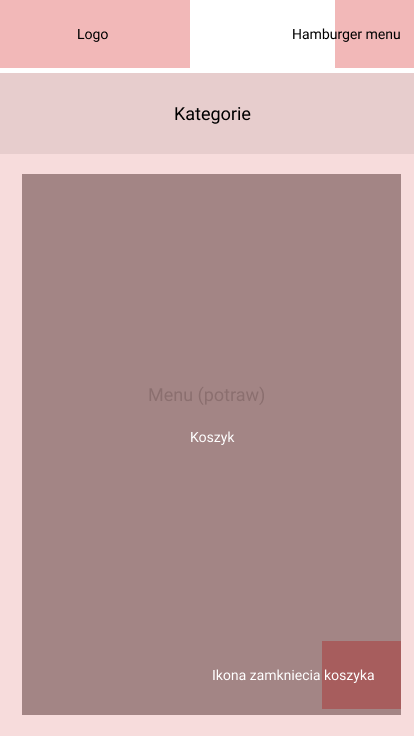 Logo
Hamburger menu
Kategorie
Menu (potraw)
Koszyk
Ikona zamkniecia koszyka